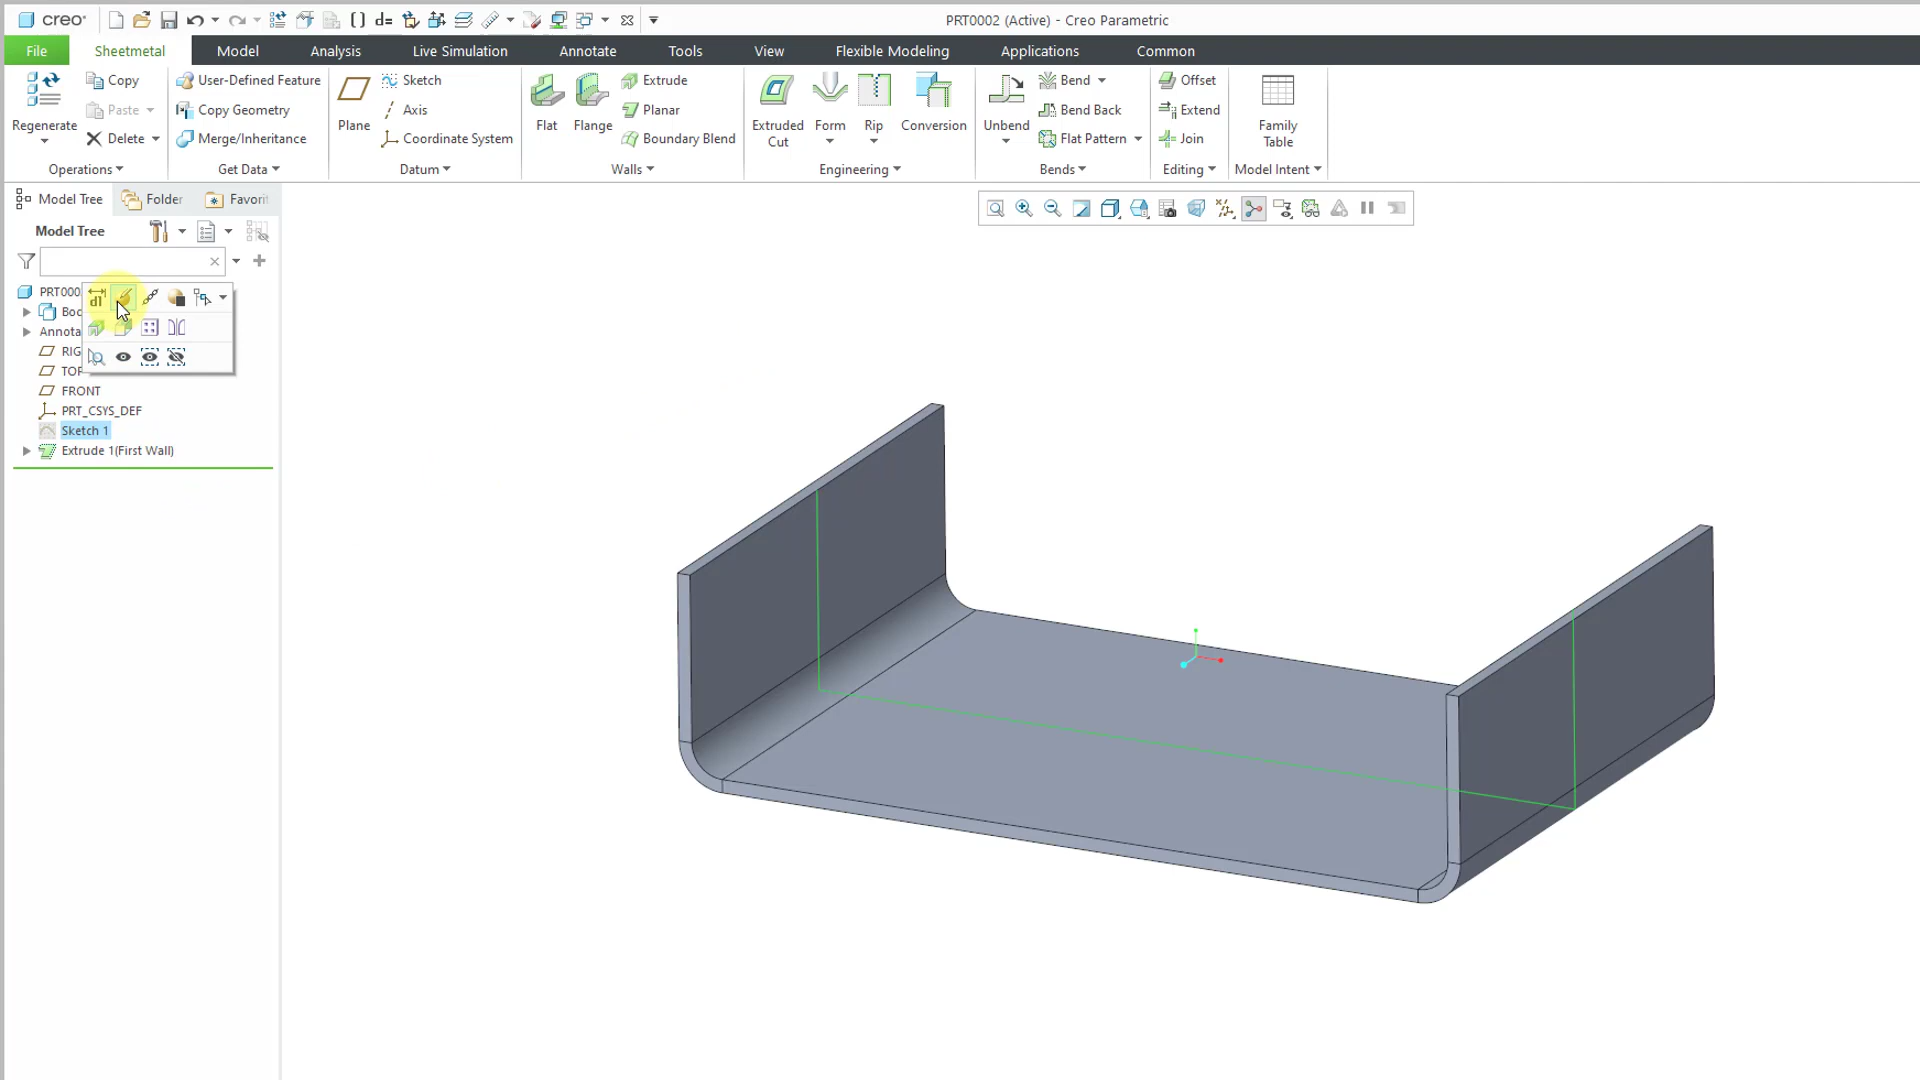 creo
d=
PRT0002 (Active) - Creo Parametric
File Sheetmetal Model Analysis Live Simulation Annotate Tools View Flexible Modeling Applications Common
Regenerate
Copy
Paste
Delete
Operations
User-Defined Feature
Copy Geometry
Merge/Inheritance
Get Data
Plane
Sketch
Axis
Coordinate System
Datum
Flat
Flange
Extrude
Planar
Boundary Blend
Walls
Extruded
Cut
Form
Rip
Conversion
Engineering
Unbend
Bend
Bend Back
Flat Pattern
Bends
Offset
Extend
Join
Editing
Family
Table
Model Intent
Model Tree Folder Favori
Model Tree
PRT000
d1
Boo
Annota
RIG
TOP
FRONT
PRT_CSYS_DEF
Sketch 1
Extrude 1(First Wall)